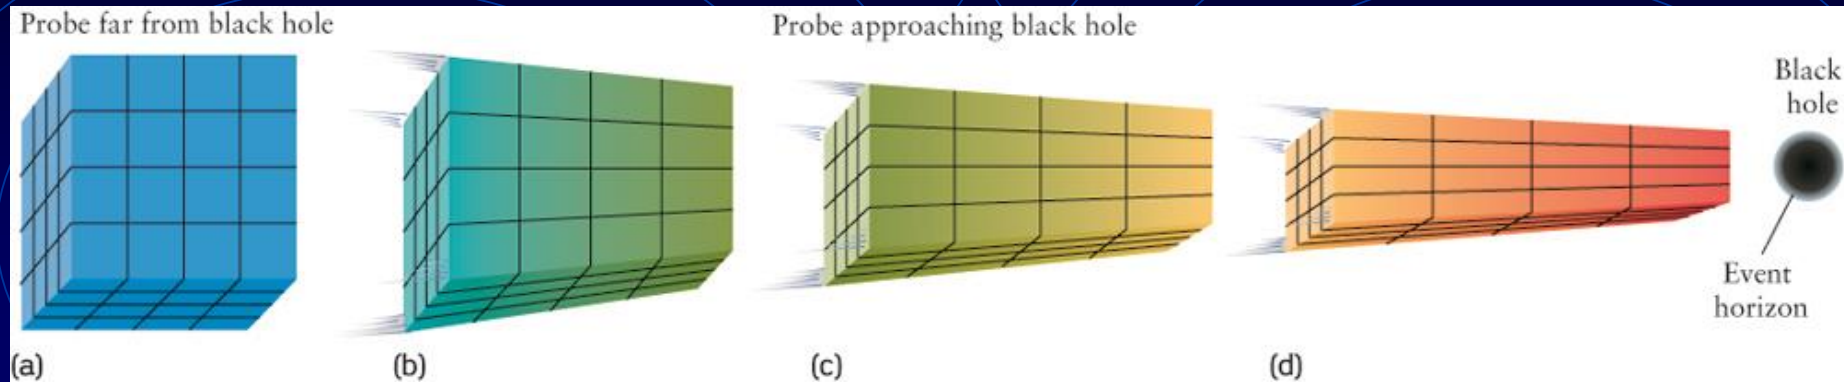 Probe far from black hole
Probe approaching black hole
Black
hole
Event
horizon
(a)
(b)
(c)
(d)